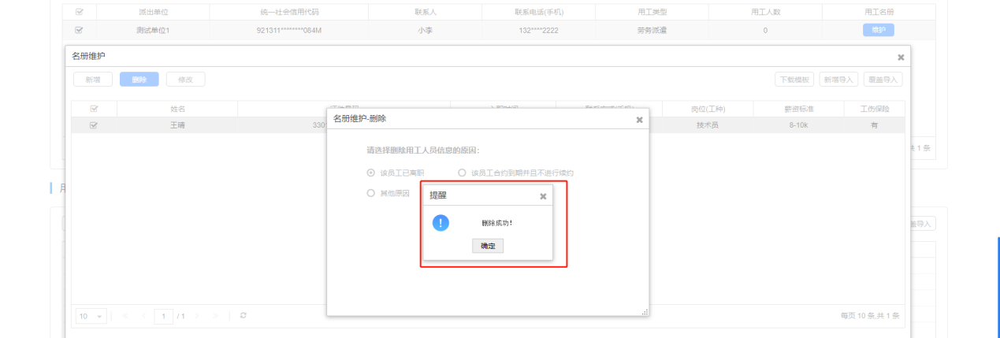 派出单位 统一社会信用代码 联系人 联系电话(手机) 用工类型 用工人数 用工名册
测试单位1 921311********084M 小李 132****2222 劳务派遣 0 维护
名册维护
新增 删除 修改 下载模板 新增导入 覆盖导入
姓名 岗位(工种) 薪资标准 工伤保险
王晴 330 技术员 8-10k 有
名册维护-删除
请选择删除用工人员信息的原因:
共 1 条
该员工已离职 该员工合约到期并且不进行续约
其他原因
提醒
删除成功!
确定
盖导入
10 1 / 1 每页 10 条,共 1 条